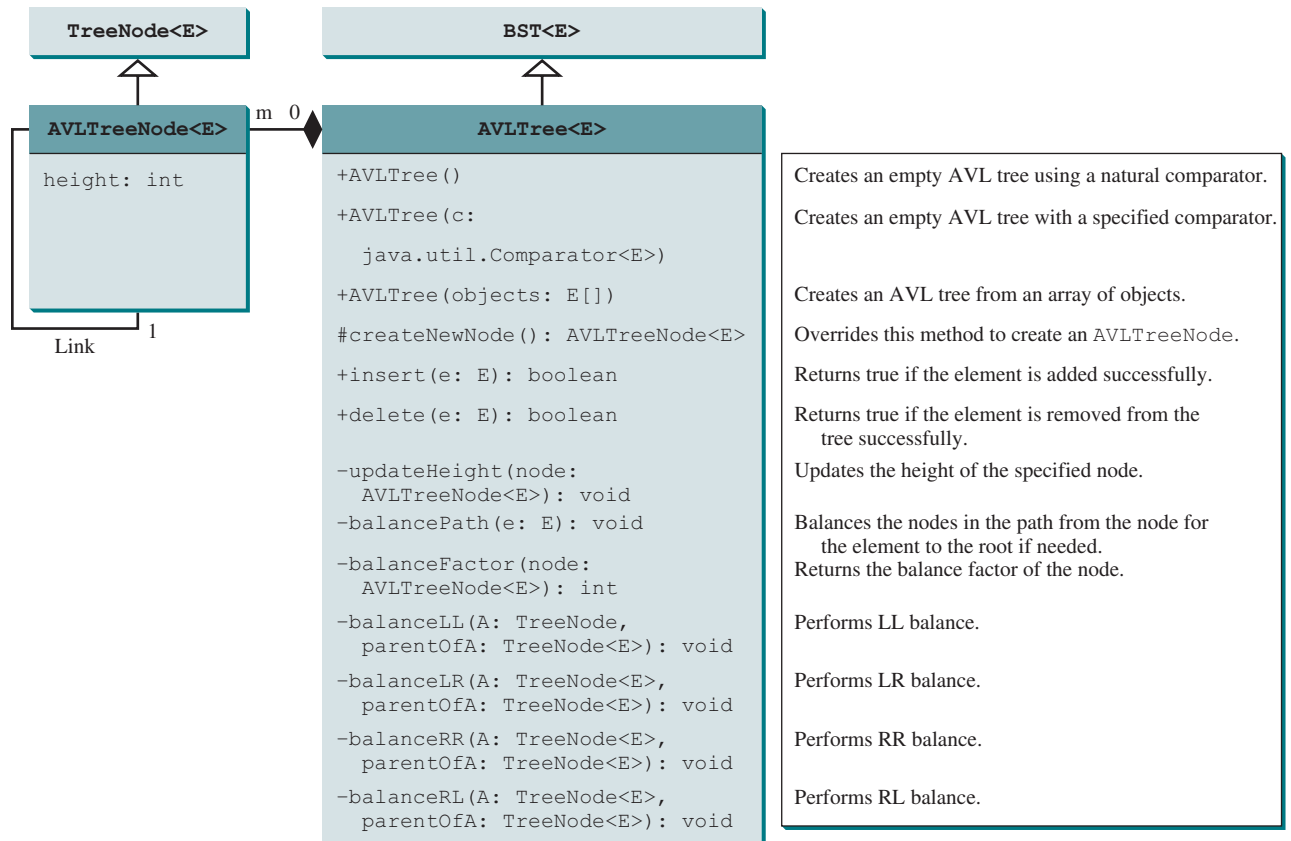 TreeNode<E>
BST<E>
AVLTreeNode<E>
m 0
AVLTree<E>
height: int
1
Link
+AVLTree()
Creates an empty AVL tree using a natural comparator.
+AVLTree(c:
java.util.Comparator<E>)
Creates an empty AVL tree with a specified comparator.
+AVLTree(objects: E[])
Creates an AVL tree from an array of objects.
#createNewNode(): AVLTreeNode<E>
Overrides this method to create an AVLTreeNode.
+insert(e: E): boolean
Returns true if the element is added successfully.
+delete(e: E): boolean
Returns true if the element is removed from the
tree successfully.
-updateHeight(node:
AVLTreeNode<E>): void
Updates the height of the specified node.
-balancePath(e: E): void
Balances the nodes in the path from the node for
the element to the root if needed.
-balanceFactor(node:
AVLTreeNode<E>): int
Returns the balance factor of the node.
-balanceLL(A: TreeNode,
parentOfA: TreeNode<E>): void
Performs LL balance.
-balanceLR(A: TreeNode<E>,
parentOfA: TreeNode<E>): void
Performs LR balance.
-balanceRR(A: TreeNode<E>,
parentOfA: TreeNode<E>): void
Performs RR balance.
-balanceRL(A: TreeNode<E>,
parentOfA: TreeNode<E>): void
Performs RL balance.